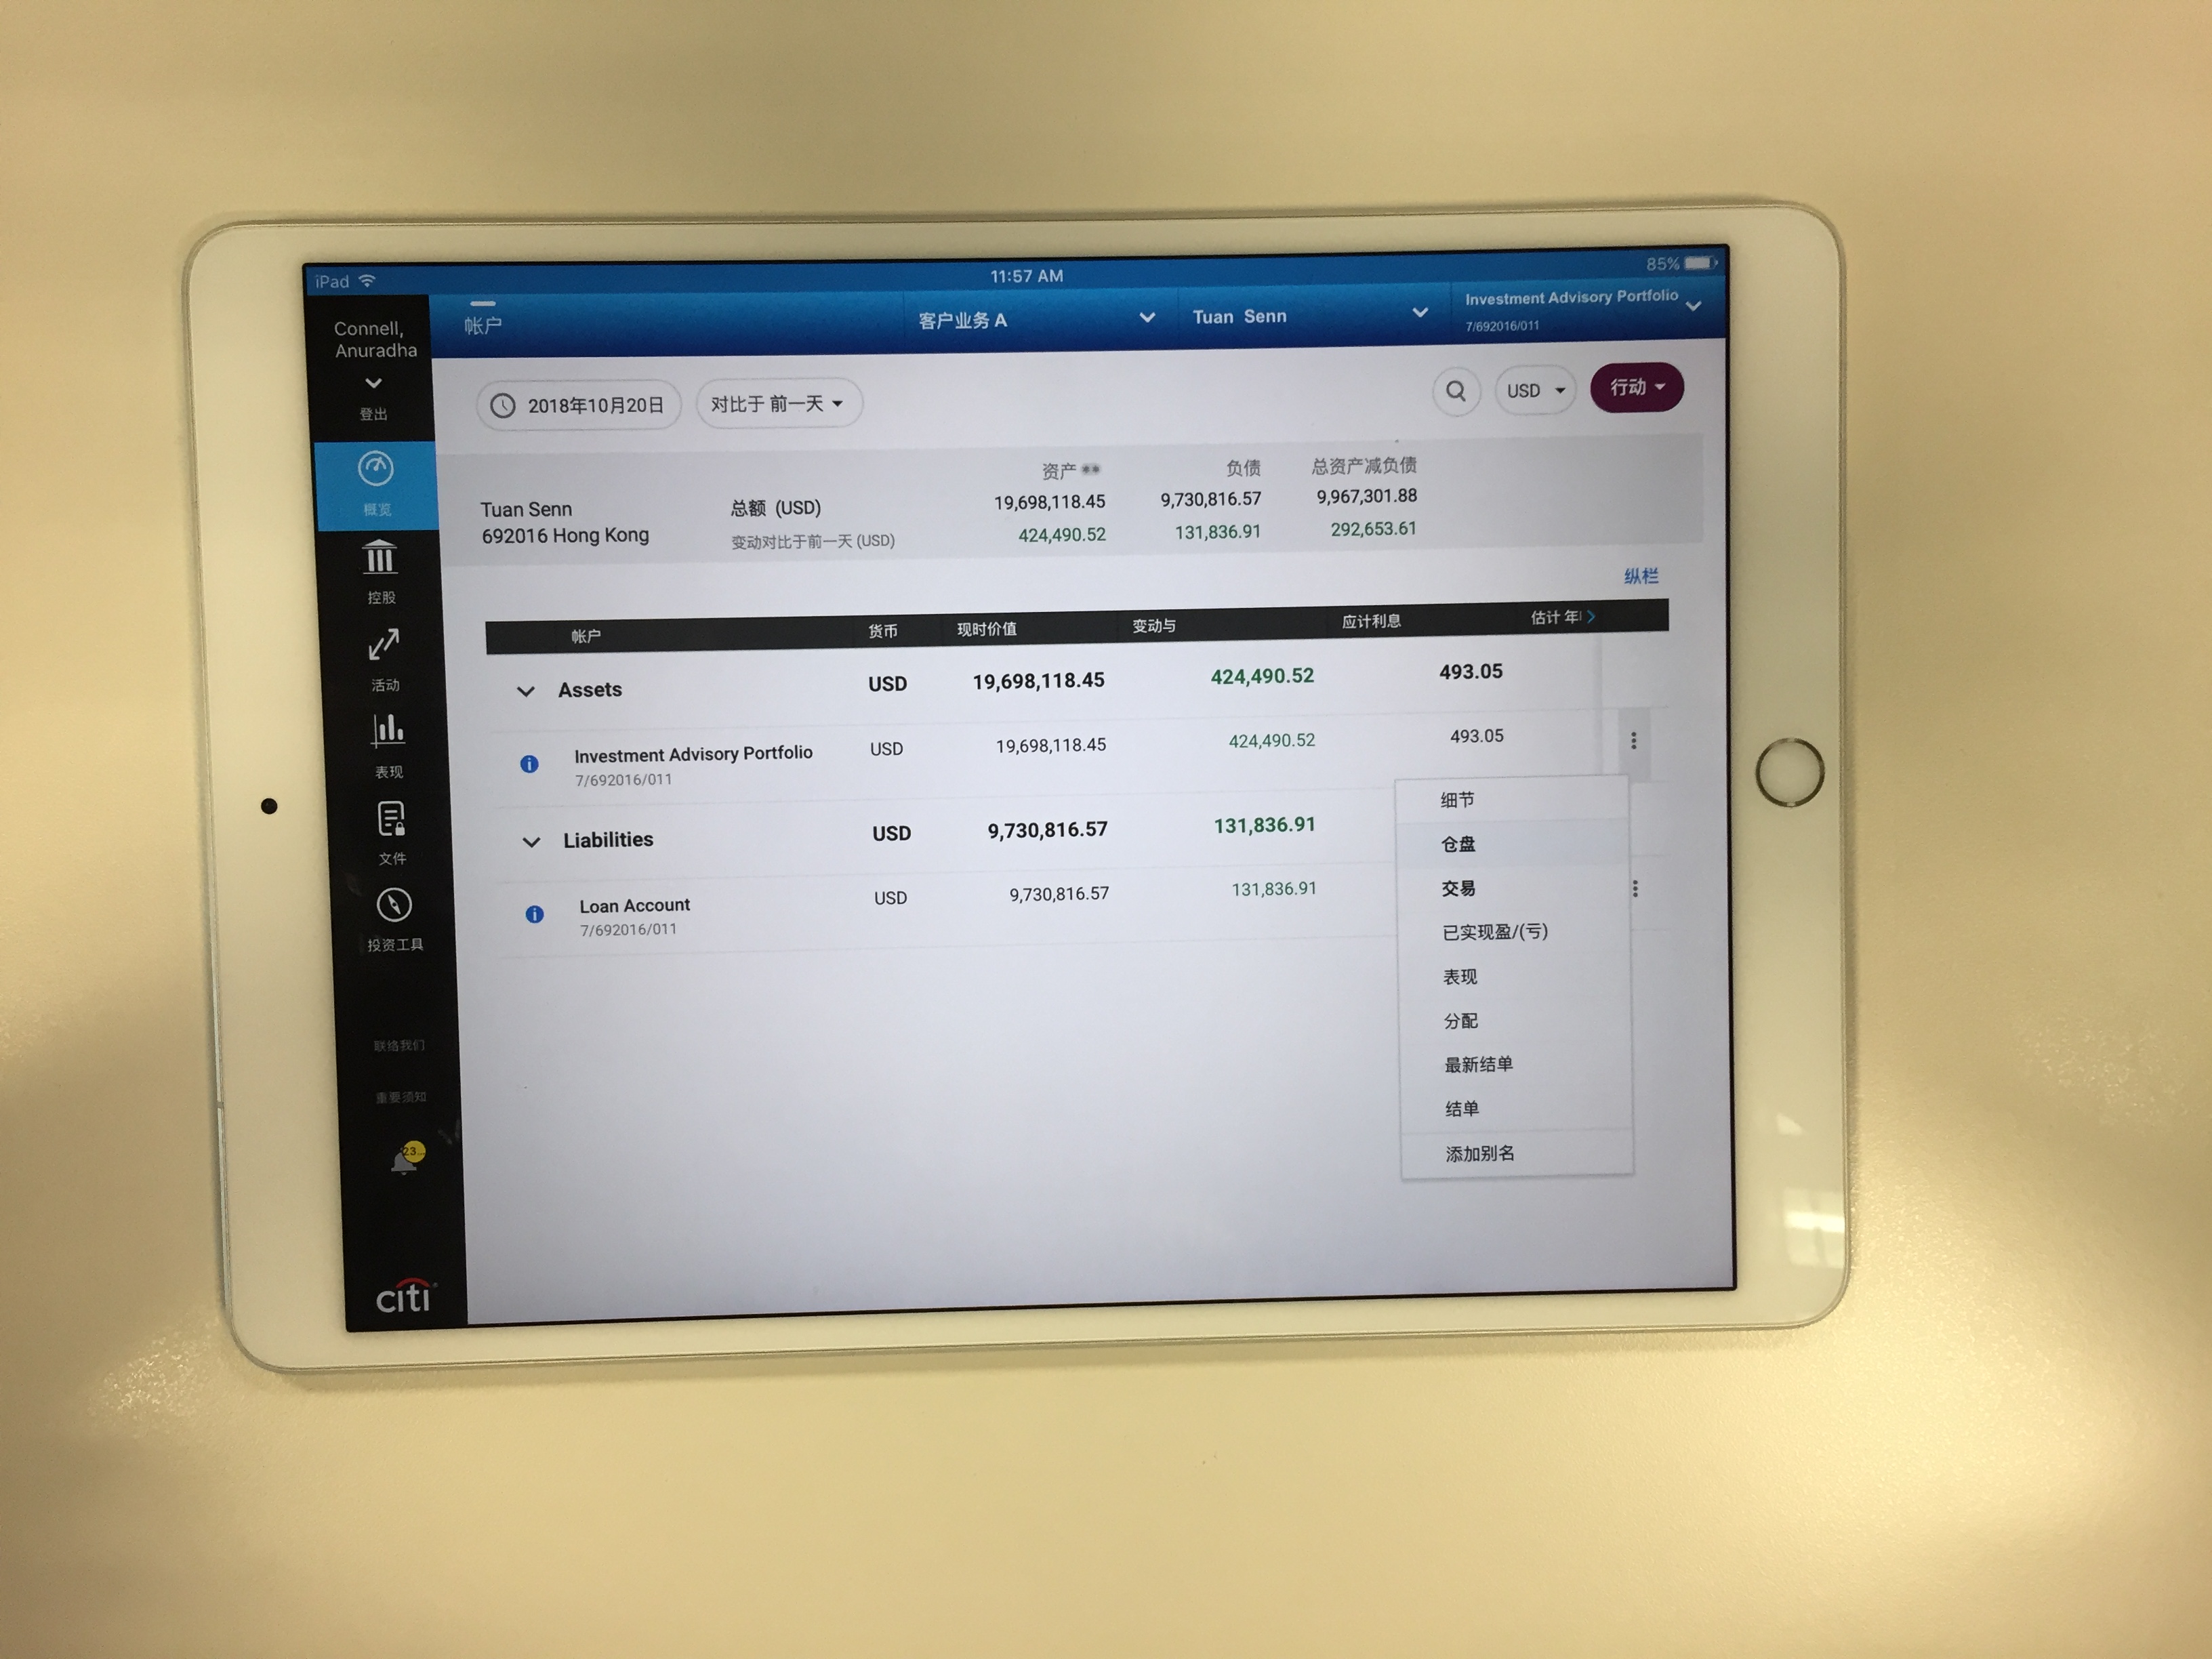 iPad
11:57 AM
85%
Connell,
Anuradha
登出
概览
控股
活动
表现
文件
投资工具
联络我们
重要须知
23
citi
帐户
客户业务 A
Tuan Senn
Investment Advisory Portfolio
7/692016/011
2018年10月20日
对比于 前一天
USD
行动
资产
负债
总资产减负债
Tuan Senn
总额 (USD)
19,698,118.45
9,730,816.57
9,967,301.88
692016 Hong Kong
变动对比于前一天 (USD)
424,490.52
131,836.91
292,653.61
纵栏
帐户
货币
现时价值
变动与
应计利息
估计 年
Assets
USD
19,698,118.45
424,490.52
493.05
Investment Advisory Portfolio
USD
19,698,118.45
424,490.52
493.05
7/692016/011
Liabilities
USD
9,730,816.57
131,836.91
Loan Account
USD
9,730,816.57
131,836.91
7/692016/011
细节
仓盘
交易
已实现盈/(亏)
表现
分配
最新结单
结单
添加别名